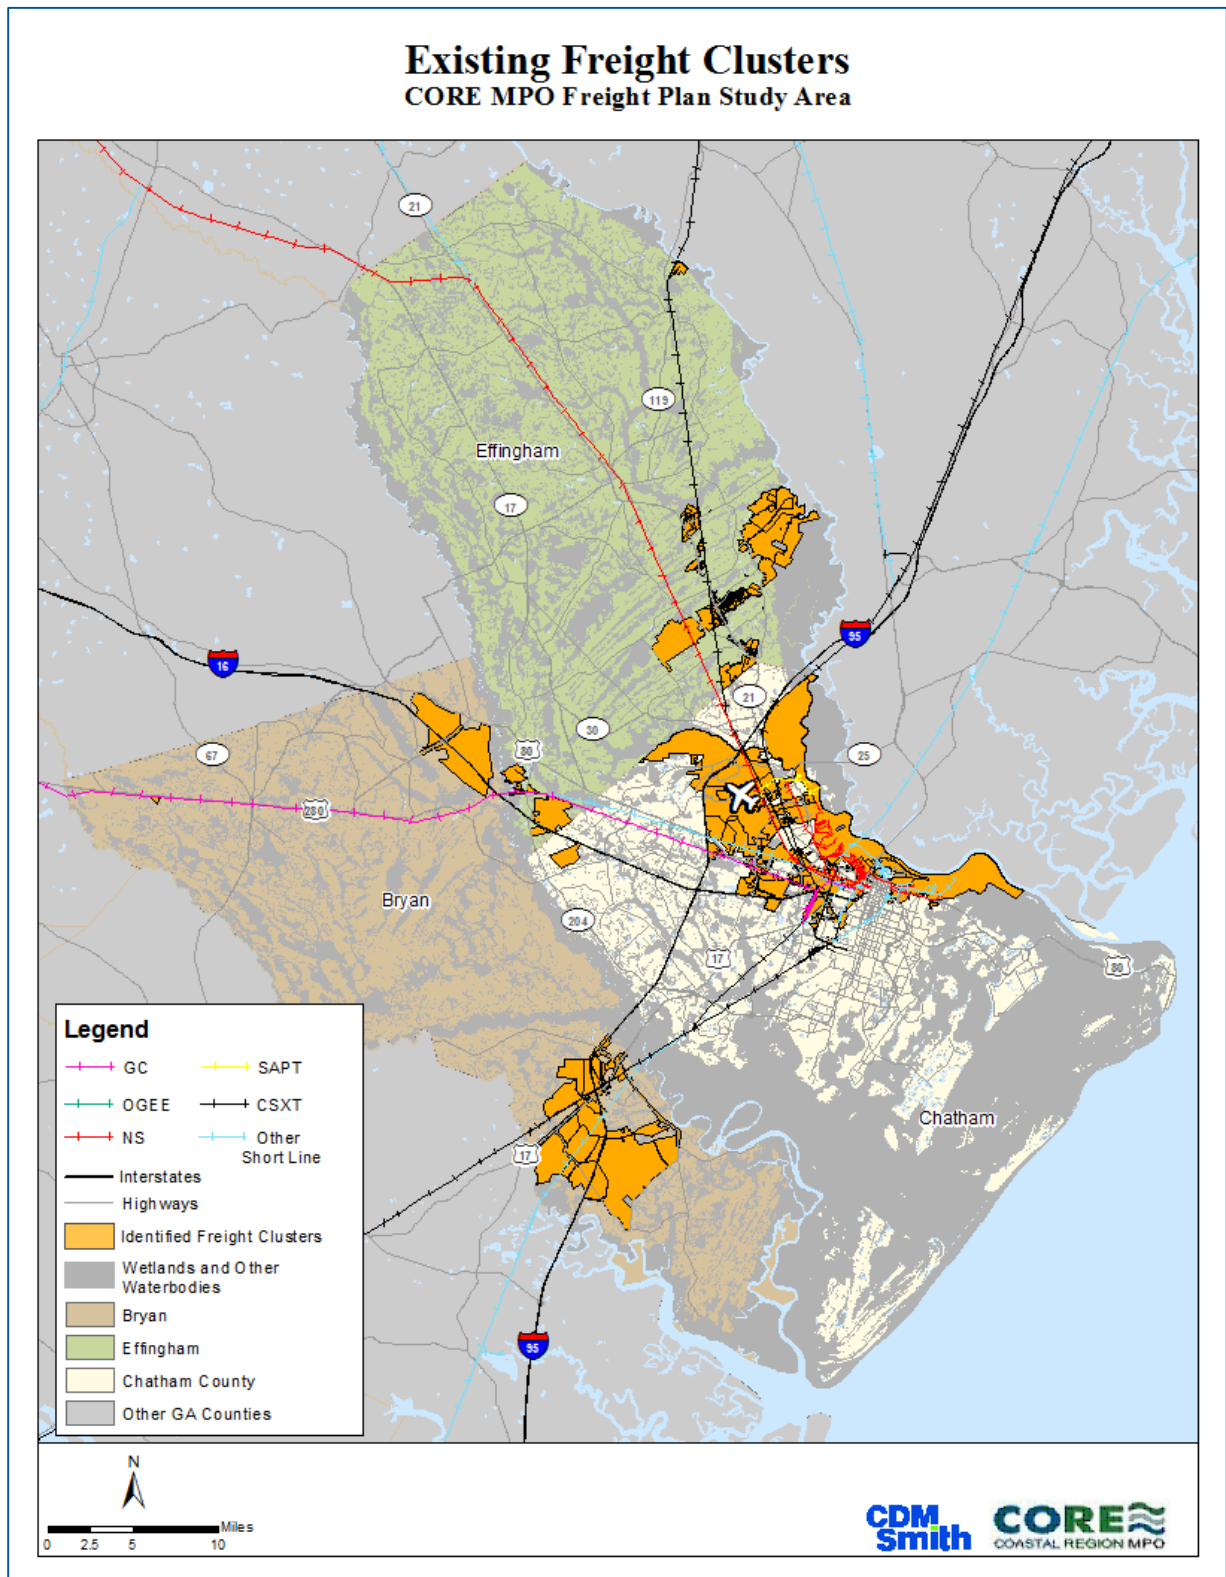 Existing Freight Clusters
CORE MPO Freight Plan Study Area
21
119
Effingham
17
95
16
21
30
80
67
25
280
Bryan
204
17
80
Chatham
17
95
Legend
GC
SAPT
OGEE
CSXT
NS
Other
Short Line
Interstates
Highways
Identified Freight Clusters
Wetlands and Other
Waterbodies
Bryan
Effingham
Chatham County
Other GA Counties
N
Miles
0 2.5 5 10
CDM
Smith
CORE
COASTAL REGION MPO